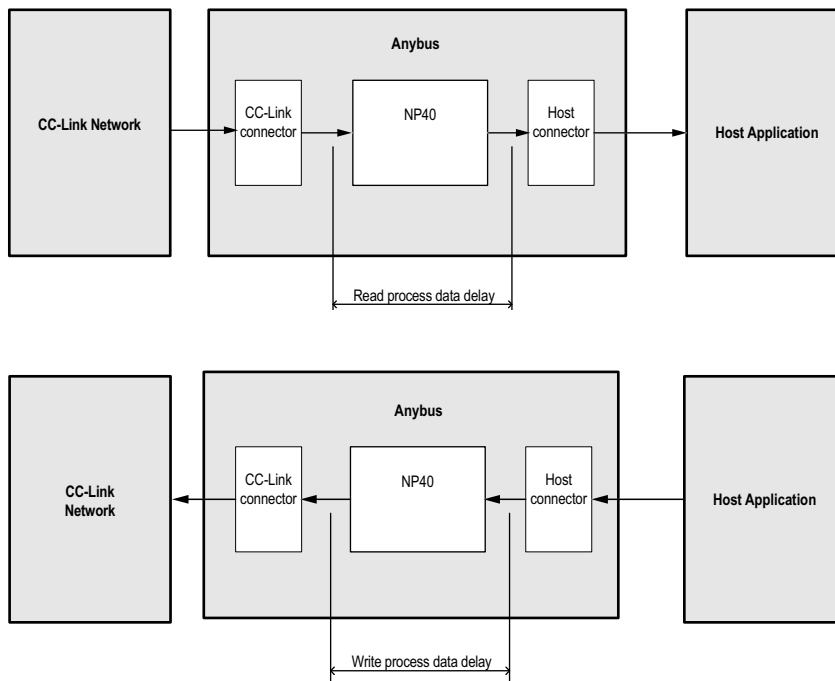 Anybus
CC-Link Network
CC-Link
connector
NP40
Host
connector
Host Application
Read process data delay
Anybus
CC-Link
Network
CC-Link
connector
NP40
Host
connector
Host Application
Write process data delay